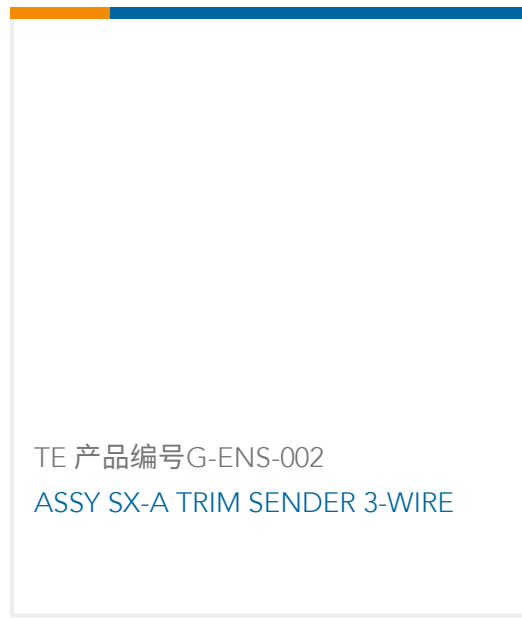 TE 产品编号G-ENS-002
ASSY SX-A TRIM SENDER 3-WIRE